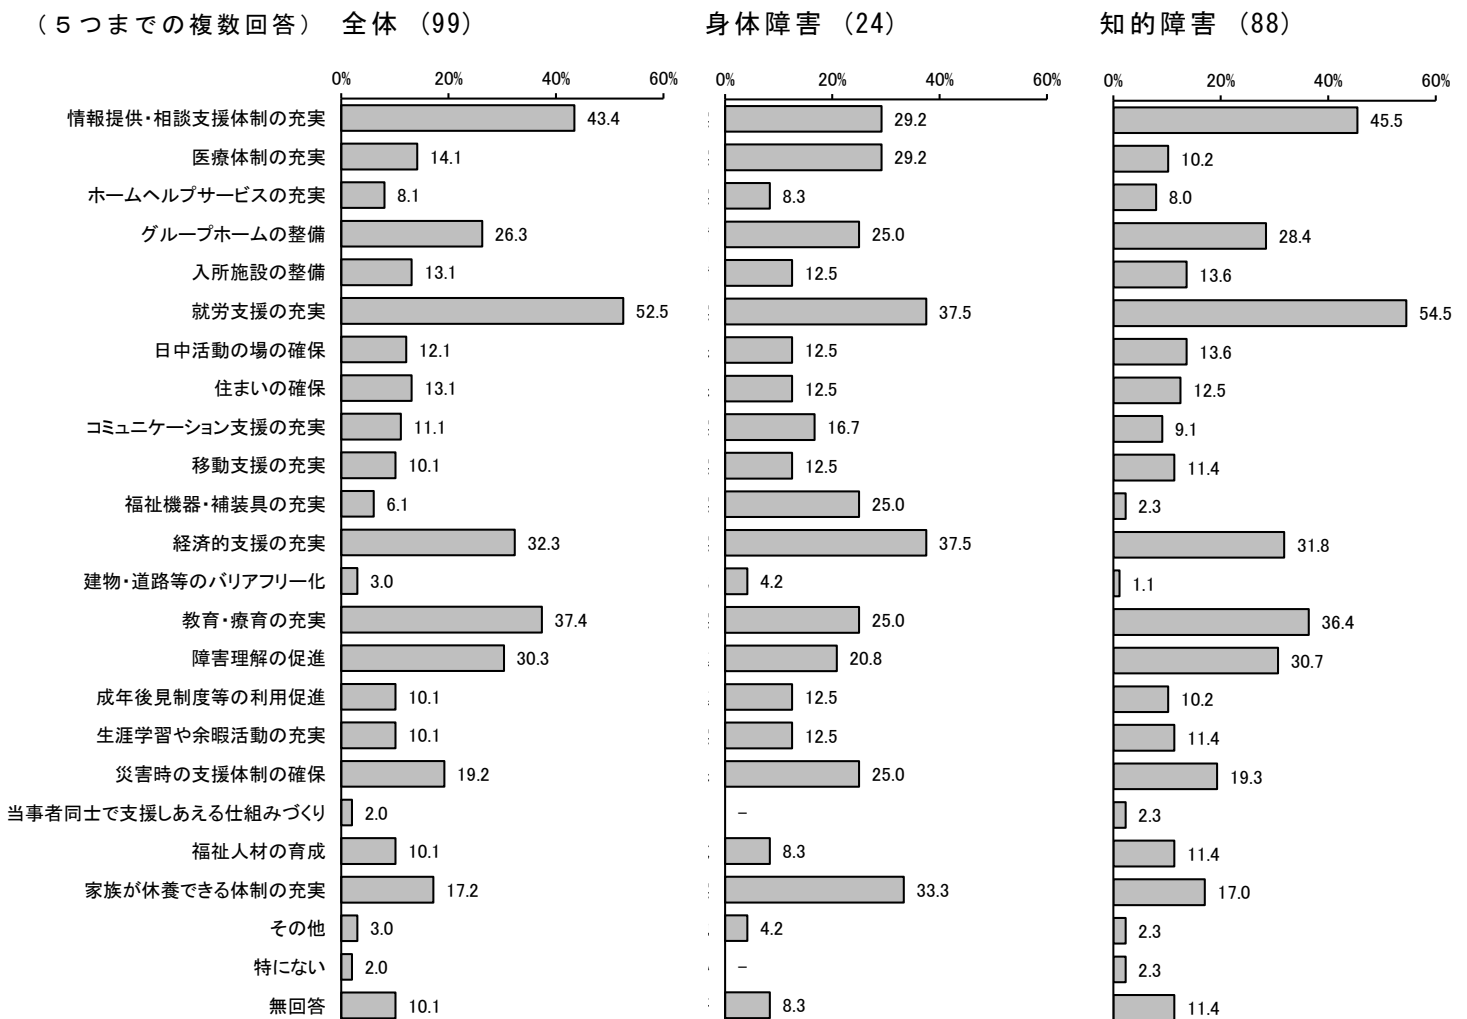 （５つまでの複数回答） 全体（99） 身体障害（24） 知的障害（88）
0% 20% 40% 60% 0% 20% 40% 60% 0% 20% 40% 60%
情報提供・相談支援体制の充実 43.4 29.2 45.5
医療体制の充実 14.1 29.2 10.2
ホームヘルプサービスの充実 8.1 8.3 8.0
グループホームの整備 26.3 25.0 28.4
入所施設の整備 13.1 12.5 13.6
就労支援の充実 52.5 37.5 54.5
日中活動の場の確保 12.1 12.5 13.6
住まいの確保 13.1 12.5 12.5
コミュニケーション支援の充実 11.1 16.7 9.1
移動支援の充実 10.1 12.5 11.4
福祉機器・補装具の充実 6.1 25.0 2.3
経済的支援の充実 32.3 37.5 31.8
建物・道路等のバリアフリー化 3.0 4.2 1.1
教育・療育の充実 37.4 25.0 36.4
障害理解の促進 30.3 20.8 30.7
成年後見制度等の利用促進 10.1 12.5 10.2
生涯学習や余暇活動の充実 10.1 12.5 11.4
災害時の支援体制の確保 19.2 25.0 19.3
当事者同士で支援しあえる仕組みづくり 2.0 － 2.3
福祉人材の育成 10.1 8.3 11.4
家族が休養できる体制の充実 17.2 33.3 17.0
その他 3.0 4.2 2.3
特にない 2.0 － 2.3
無回答 10.1 8.3 11.4